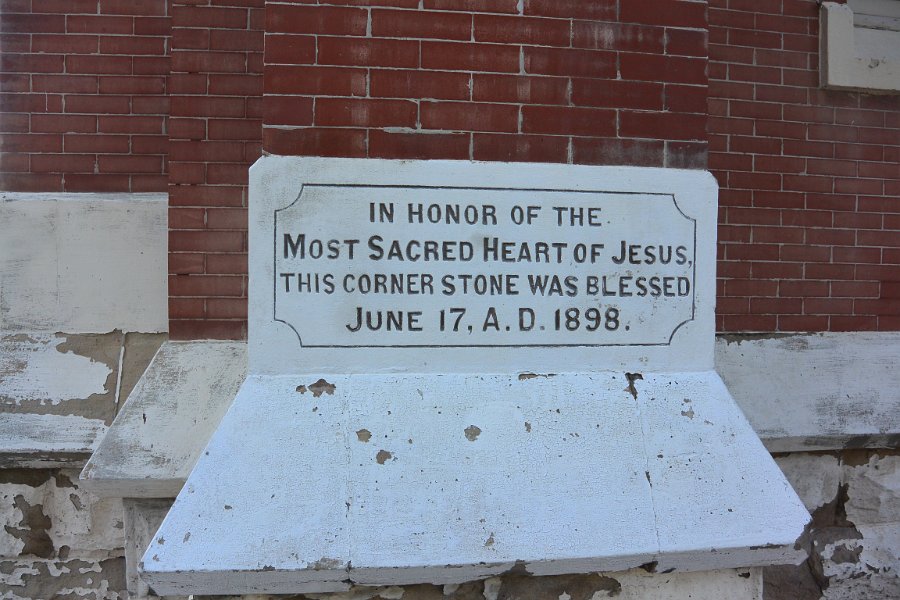 IN HONOR OF THE
MOST SACRED HEART OF JESUS,
THIS CORNER STONE WAS BLESSED
JUNE 17, A.D. 1898.